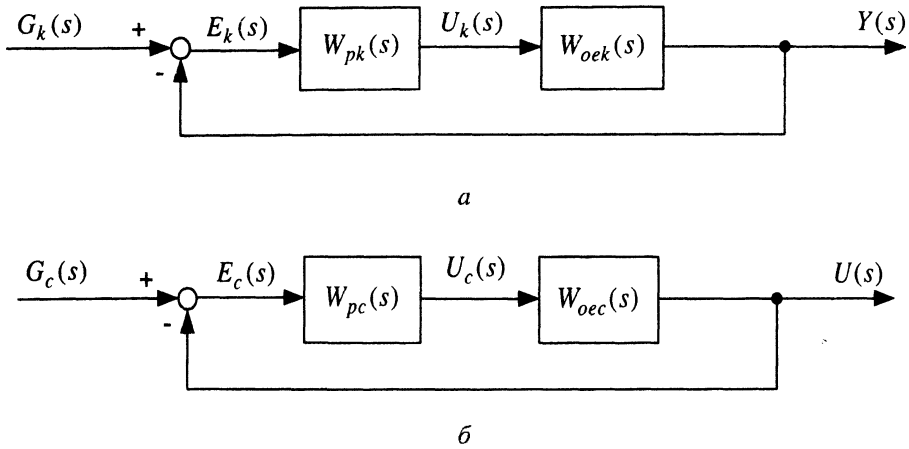 G_k(s) + E_k(s) W_pk(s) U_k(s) W_oek(s) Y(s)
-
а
G_c(s) + E_c(s) W_pc(s) U_c(s) W_oec(s) U(s)
-
б